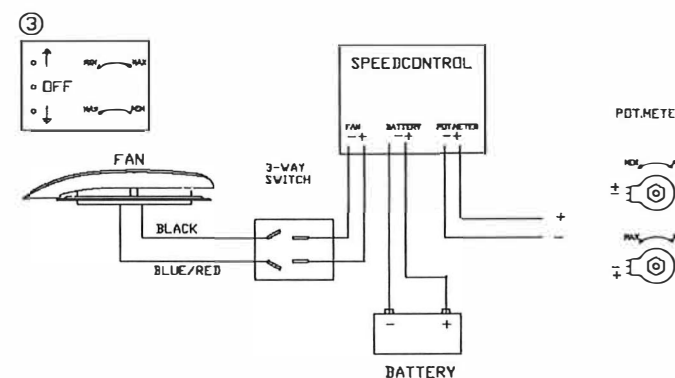 ③
↑ MIN MAX
OFF
↓ MAX MIN
SPEEDCONTROL
FAN BATTERY POT.METER
-+ -+ -+
POT.METE
FAN
3-WAY
SWITCH
MIN
±
BLACK
+
-
BLUE/RED
MAX
- +
BATTERY